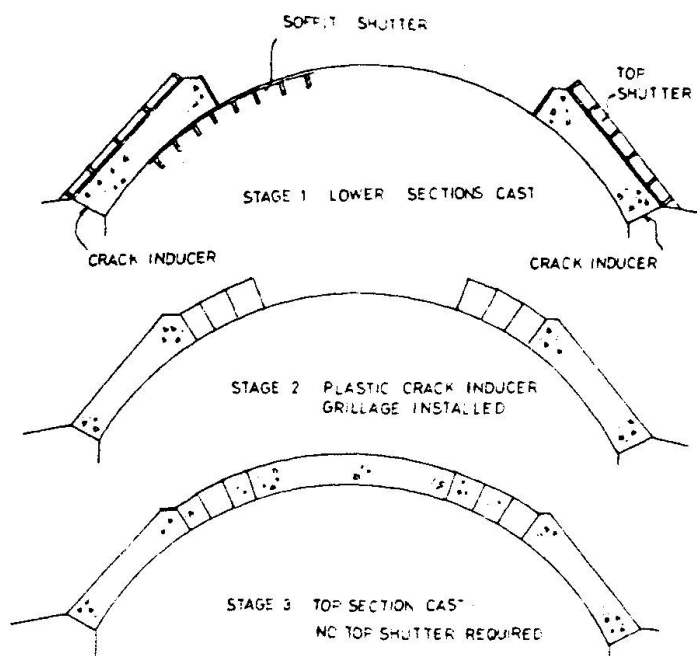 SOFFIT SHUTTER
TOP
SHUTTER
STAGE 1 LOWER SECTIONS CAST
CRACK INDUCER
CRACK INDUCER
STAGE 2 PLASTIC CRACK INDUCER
GRILLAGE INSTALLED
STAGE 3 TOP SECTION CAST
NO TOP SHUTTER REQUIRED